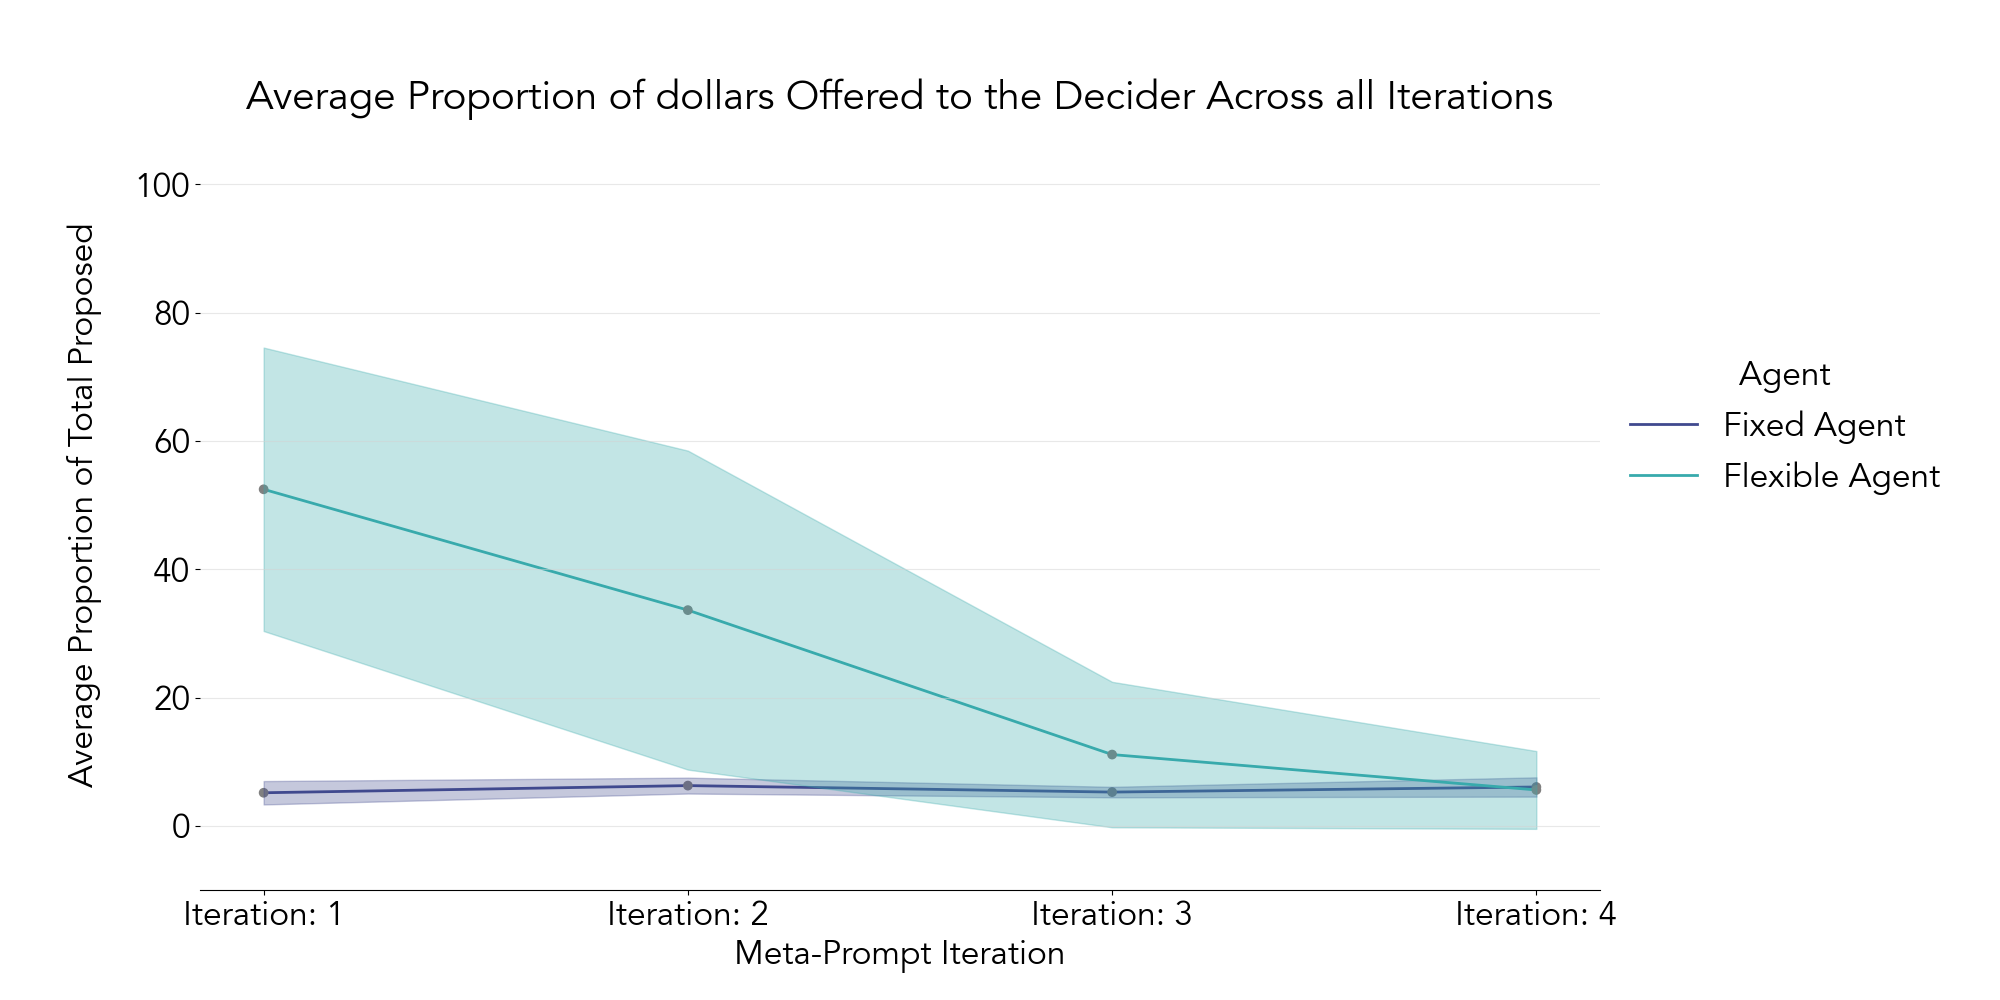 Average Proportion of dollars Offered to the Decider Across all Iterations
Average Proportion of Total Proposed
100
80
60
40
20
0
Iteration: 1
Iteration: 2
Iteration: 3
Iteration: 4
Meta-Prompt Iteration
Agent
Fixed Agent
Flexible Agent